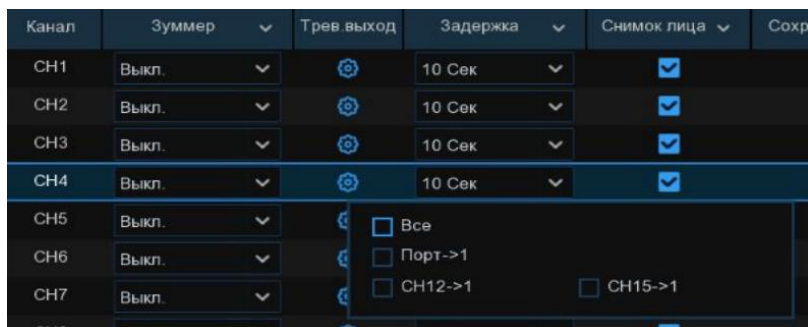 Канал Зуммер Трев.выход Задержка Снимок лица Сохр
CH1 Выкл. 10 Сек
CH2 Выкл. 10 Сек
CH3 Выкл. 10 Сек
CH4 Выкл. 10 Сек
CH5 Выкл. Все
CH6 Выкл. Порт->1
CH7 Выкл. CH12->1 CH15->1